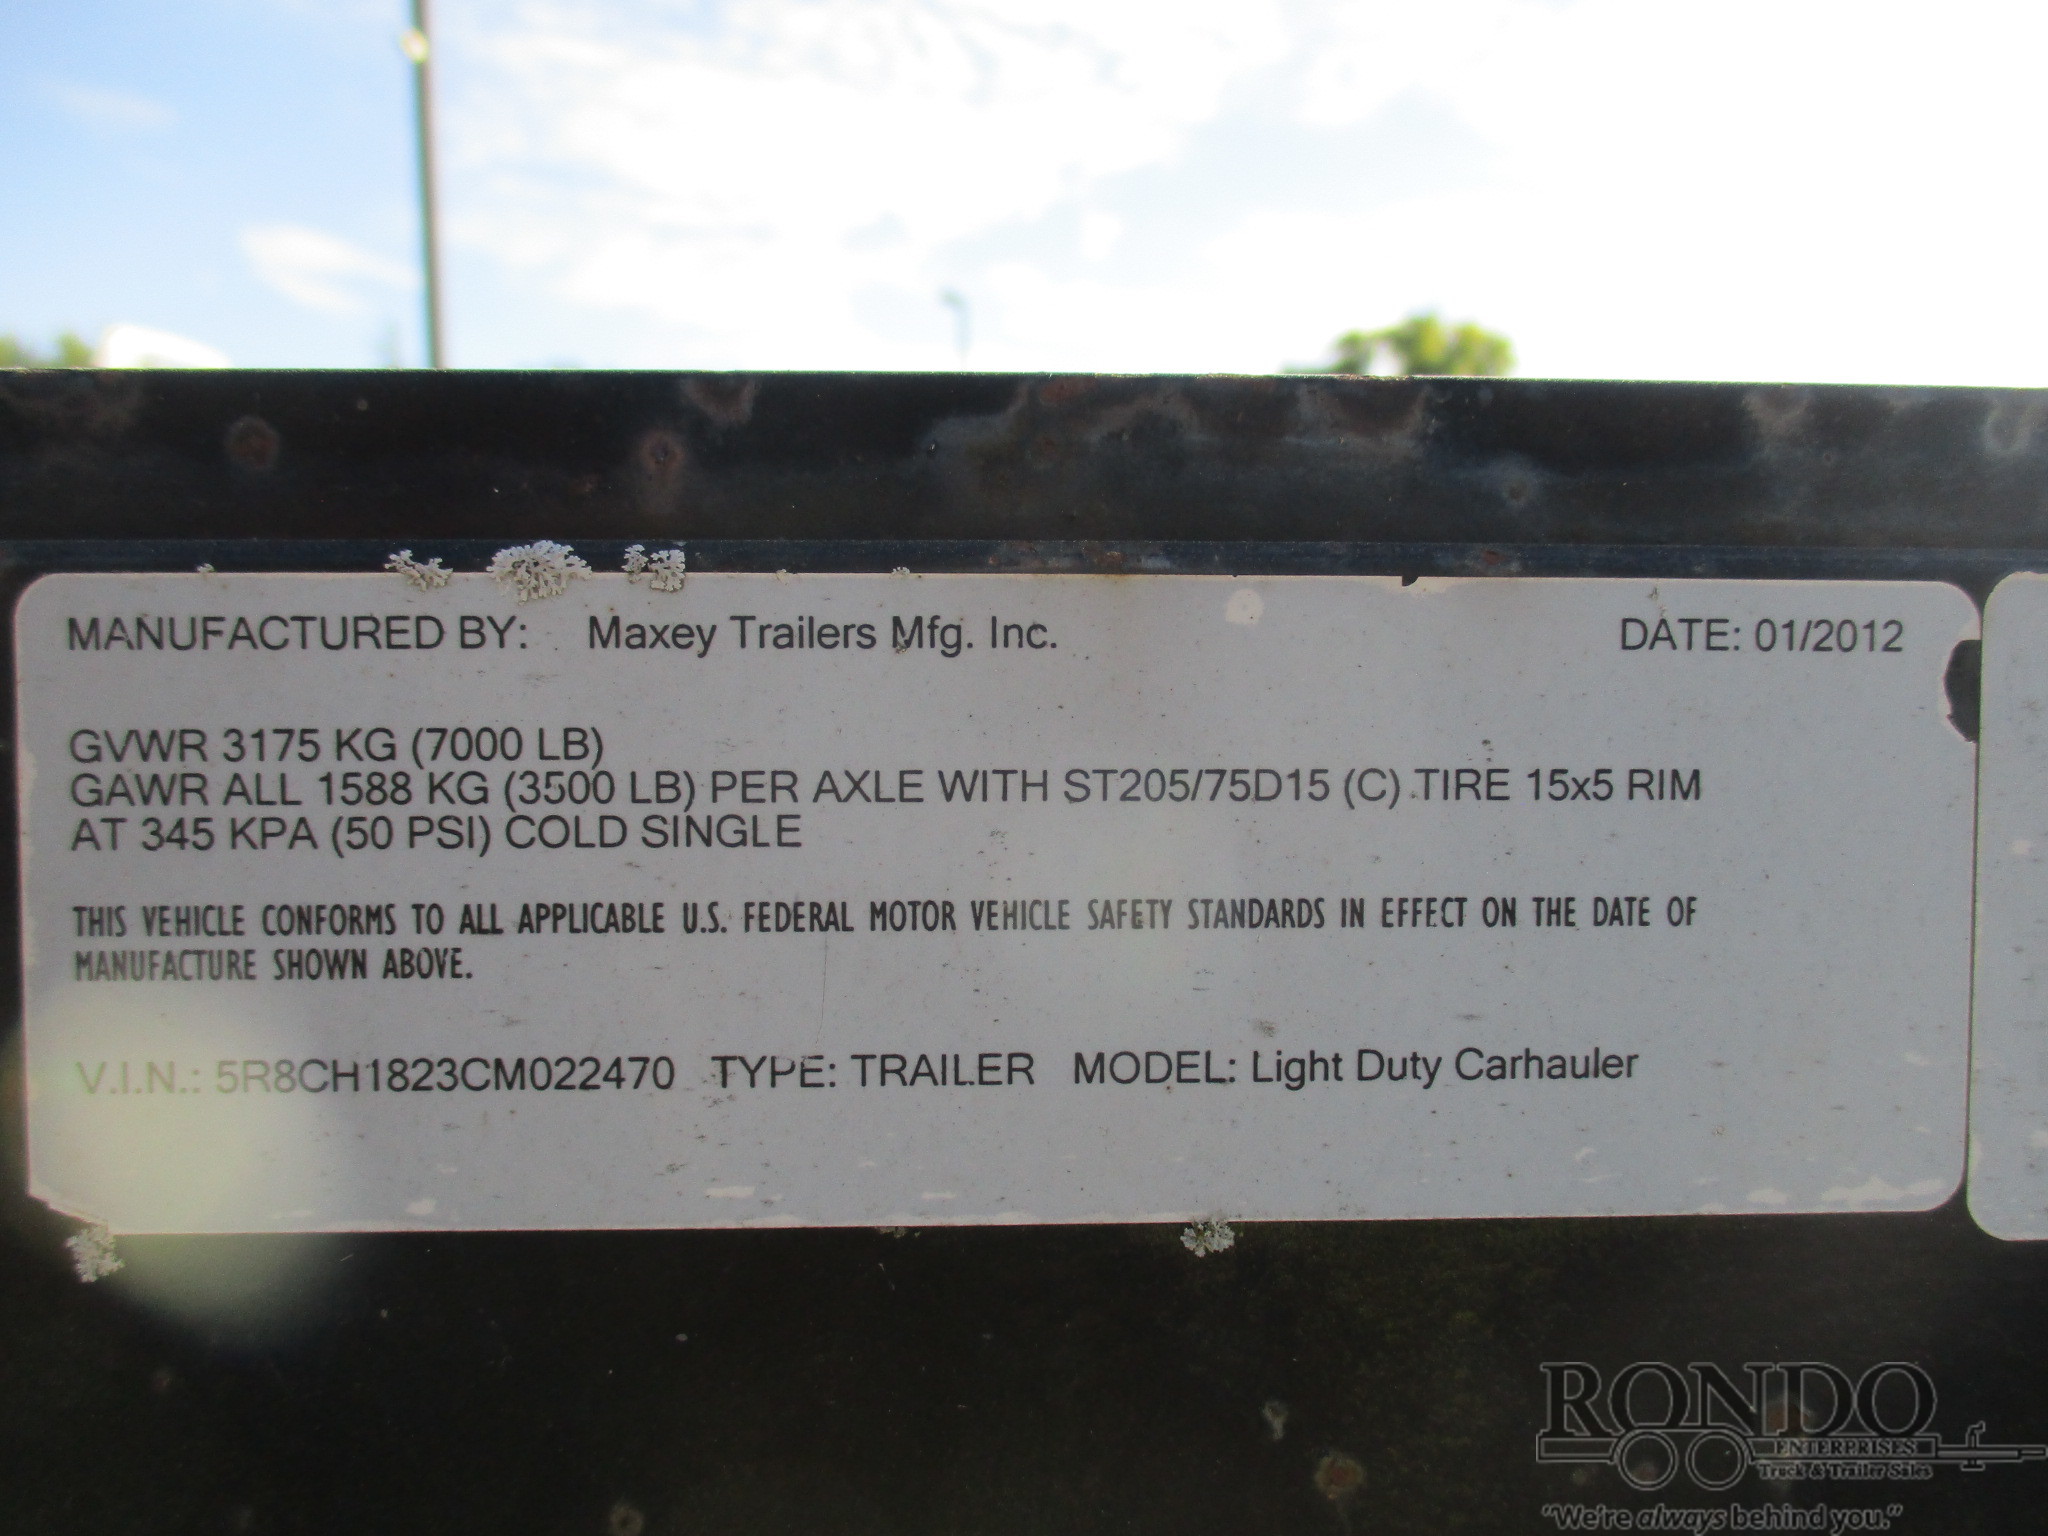 MANUFACTURED BY: Maxey Trailers Mfg. Inc. DATE: 01/2012
GVWR 3175 KG (7000 LB)
GAWR ALL 1588 KG (3500 LB) PER AXLE WITH ST205/75D15 (C) TIRE 15x5 RIM
AT 345 KPA (50 PSI) COLD SINGLE
THIS VEHICLE CONFORMS TO ALL APPLICABLE U.S. FEDERAL MOTOR VEHICLE SAFETY STANDARDS IN EFFECT ON THE DATE OF
MANUFACTURE SHOWN ABOVE.
V.I.N.: 5R8CH1823CM022470 TYPE: TRAILER MODEL: Light Duty Carhauler
RONDO
ENTERPRISES
Truck & Trailer Sales
"We're always behind you."